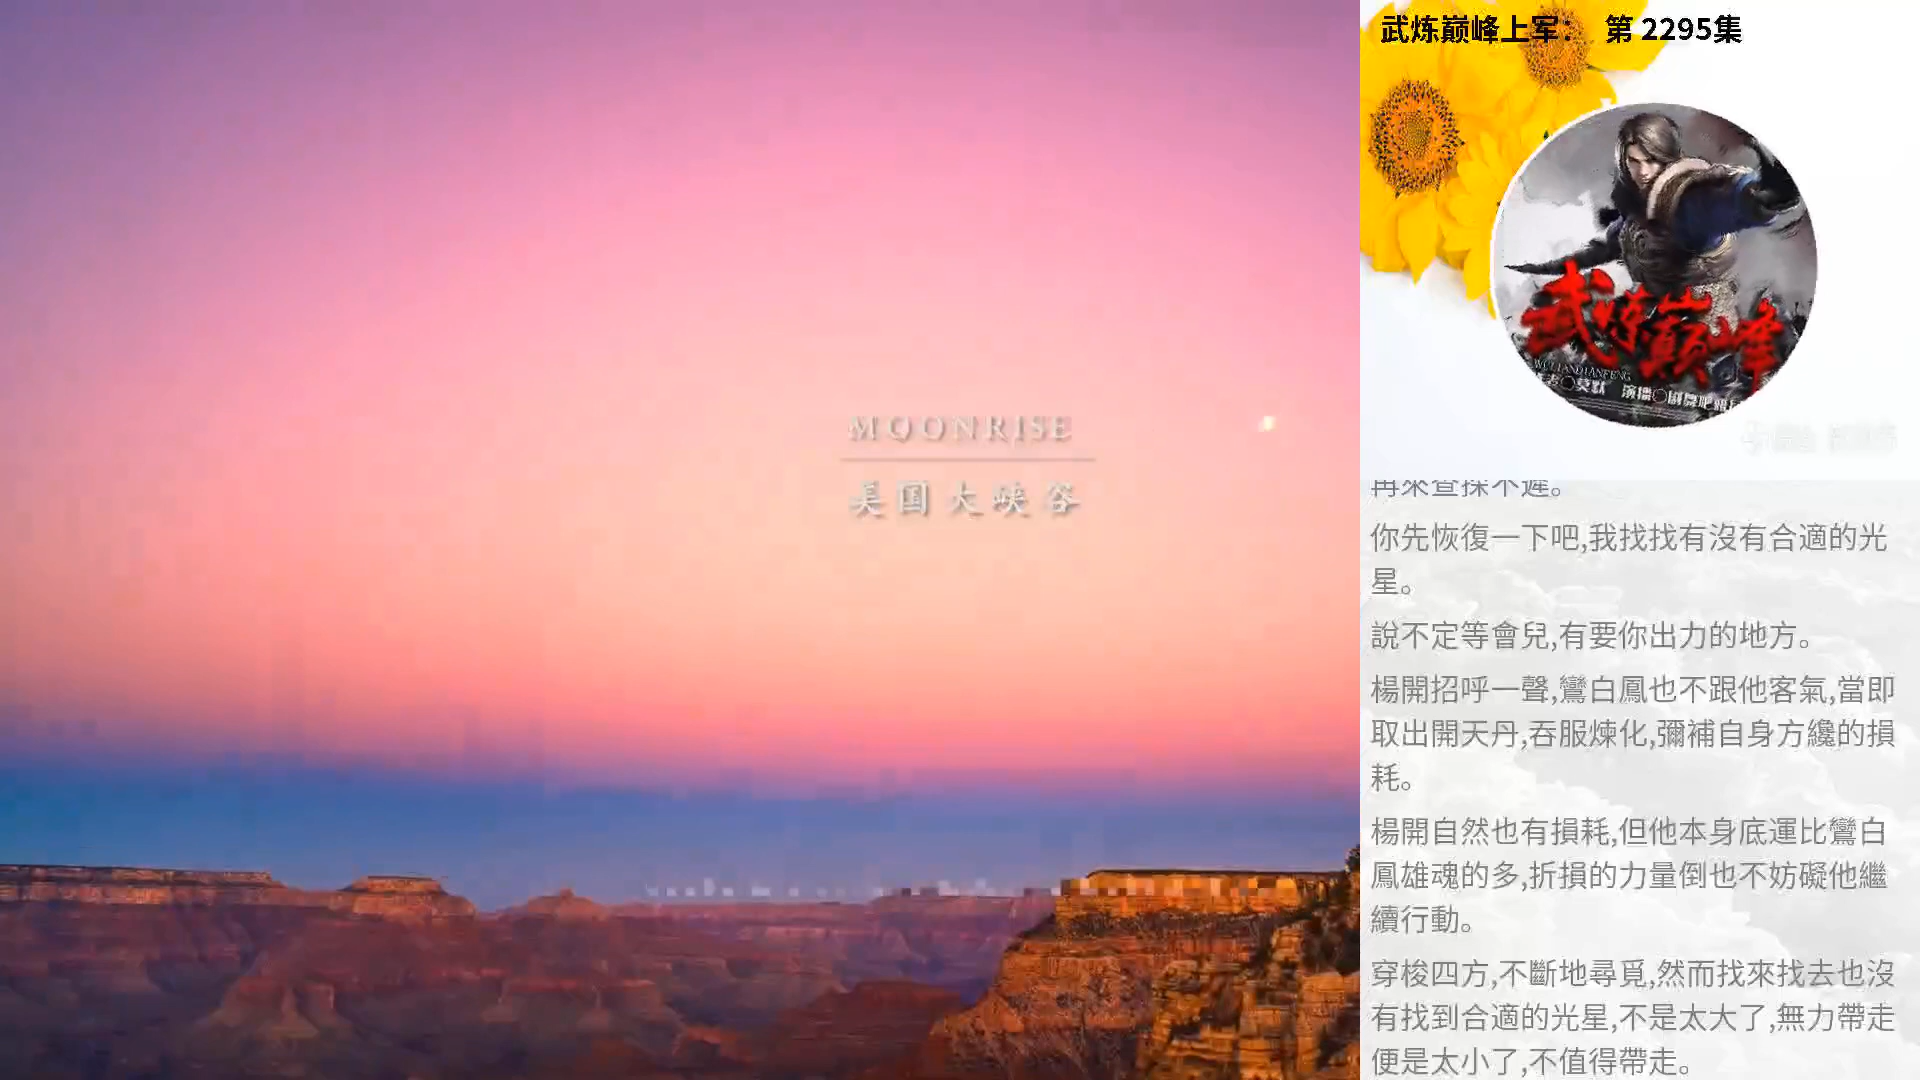 MOONRISE
美国大峡谷
武炼巅峰上军： 第 2295集
武炼巅峰
WULIANDIANFENG
再來查探不遲。
你先恢復一下吧,我找找有沒有合適的光
星。
說不定等會兒,有要你出力的地方。
楊開招呼一聲,鸞白鳳也不跟他客氣,當即
取出開天丹,吞服煉化,彌補自身方纔的損
耗。
楊開自然也有損耗,但他本身底運比鸞白
鳳雄魂的多,折損的力量倒也不妨礙他繼
續行動。
穿梭四方,不斷地尋覓,然而找來找去也沒
有找到合適的光星,不是太大了,無力帶走
便是太小了,不值得帶走。